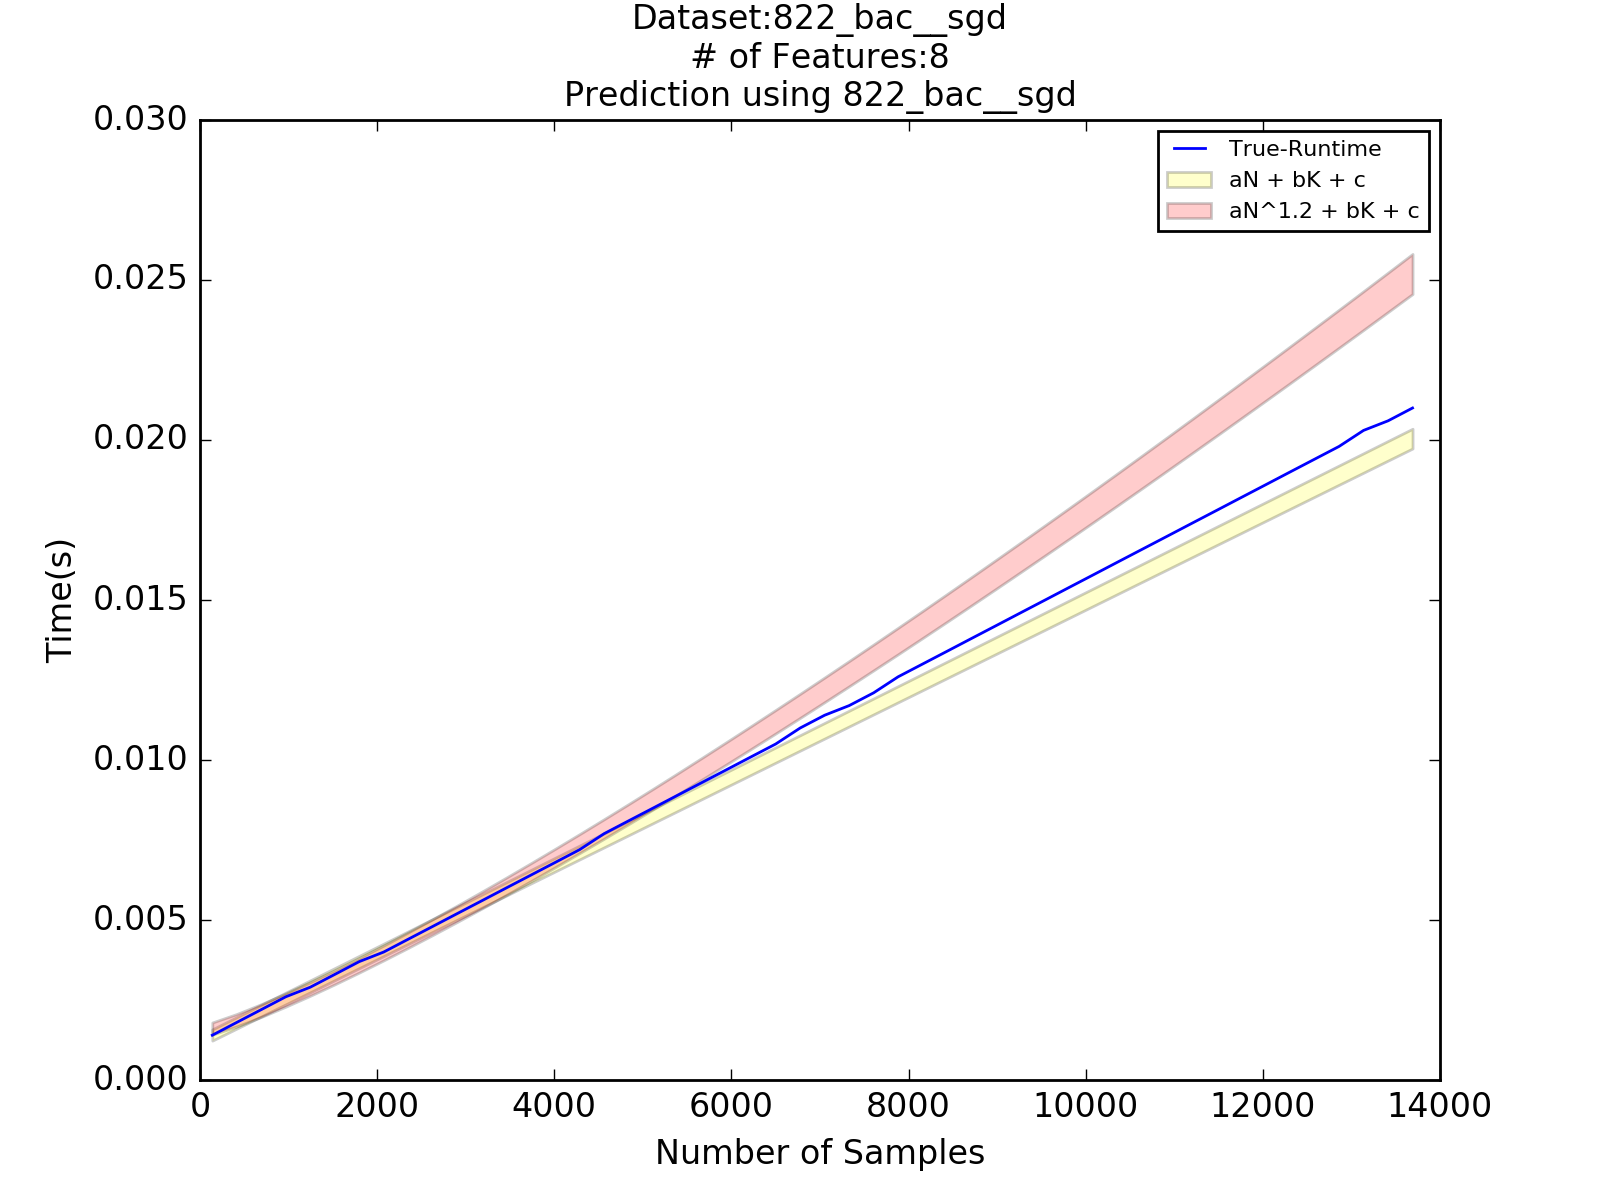 Dataset:822_bac__sgd
# of Features:8
Prediction using 822_bac__sgd
0.030
0.025
0.020
0.015
0.010
0.005
0.000
Time(s)
True-Runtime
aN + bK + c
aN^1.2 + bK + c
0 2000 4000 6000 8000 10000 12000 14000
Number of Samples